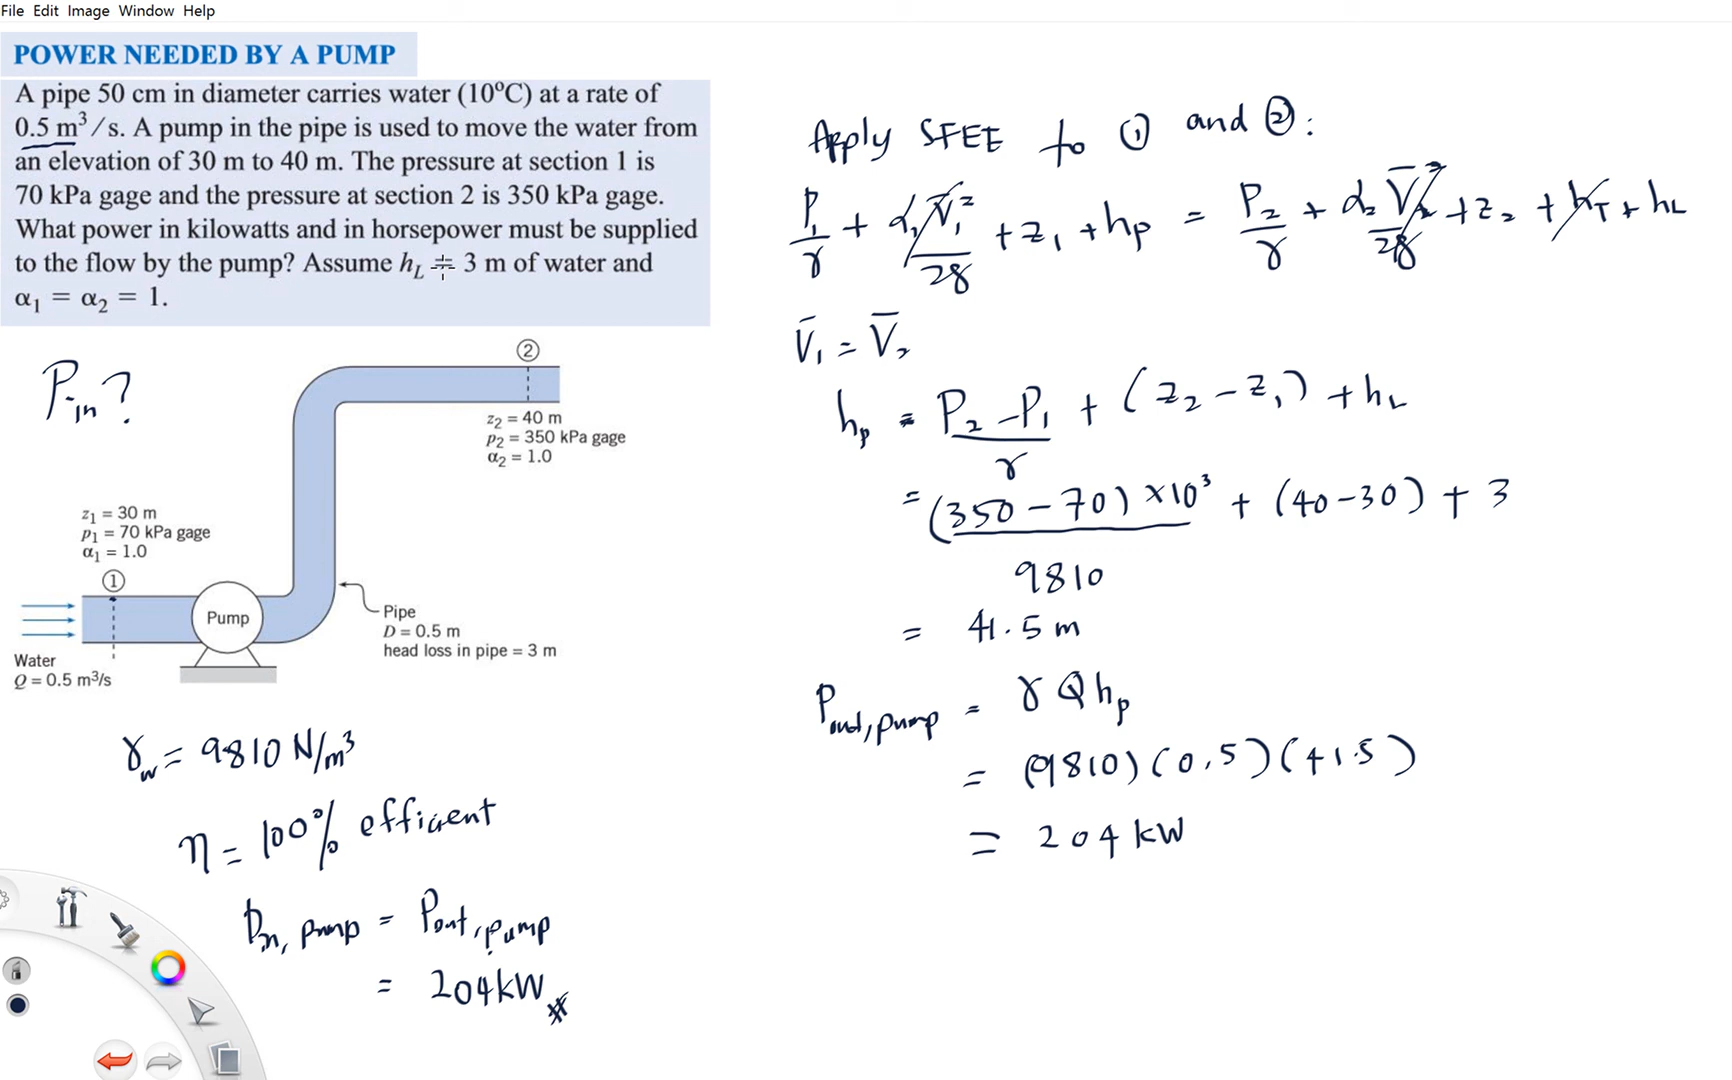 File Edit Image Window Help
POWER NEEDED BY A PUMP
A pipe 50 cm in diameter carries water (10°C) at a rate of
0.5 m³/s. A pump in the pipe is used to move the water from
an elevation of 30 m to 40 m. The pressure at section 1 is
70 kPa gage and the pressure at section 2 is 350 kPa gage.
What power in kilowatts and in horsepower must be supplied
to the flow by the pump? Assume h_L = 3 m of water and
α₁ = α₂ = 1.
P_in?
②
z₂ = 40 m
p₂ = 350 kPa gage
α₂ = 1.0
z₁ = 30 m
p₁ = 70 kPa gage
α₁ = 1.0
①
Pump
Pipe
D = 0.5 m
head loss in pipe = 3 m
Water
Q = 0.5 m³/s
γ_w = 9810 N/m³
η = 100% efficent
P_in, pump = P_out, pump
= 204 kW
Apply SFEE to ① and ②:
P₁/γ + α₁V̄₁²/2g + z₁ + h_p = P₂/γ + α₂V̄₂²/2g + z₂ + h_T + h_L
V̄₁ = V̄₂
h_p = (P₂ - P₁)/γ + (z₂ - z₁) + h_L
= (350 - 70) × 10³/9810 + (40 - 30) + 3
= 41.5 m
P_out, pump = γ Q h_p
= (9810)(0.5)(41.5)
= 204 kW